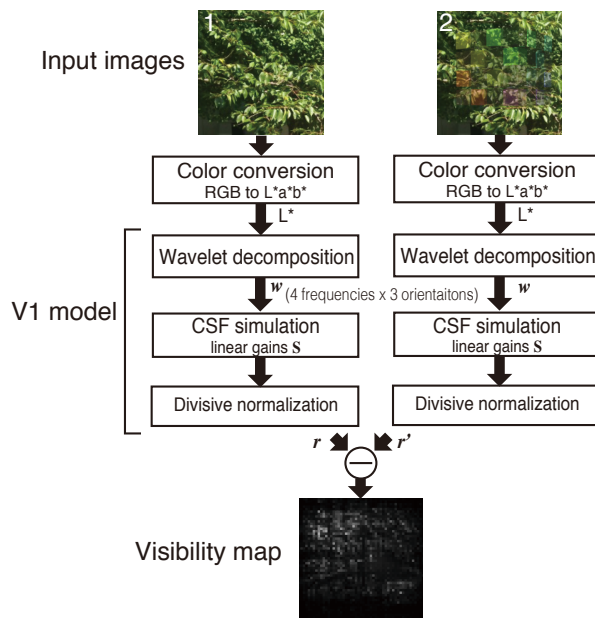 1
2
Input images
Color conversion
RGB to L*a*b*
Color conversion
RGB to L*a*b*
L*
L*
Wavelet decomposition
Wavelet decomposition
w (4 frequencies x 3 orientaitons)
w
V1 model
CSF simulation
linear gains S
CSF simulation
linear gains S
Divisive normalization
Divisive normalization
r
r'
Visibility map